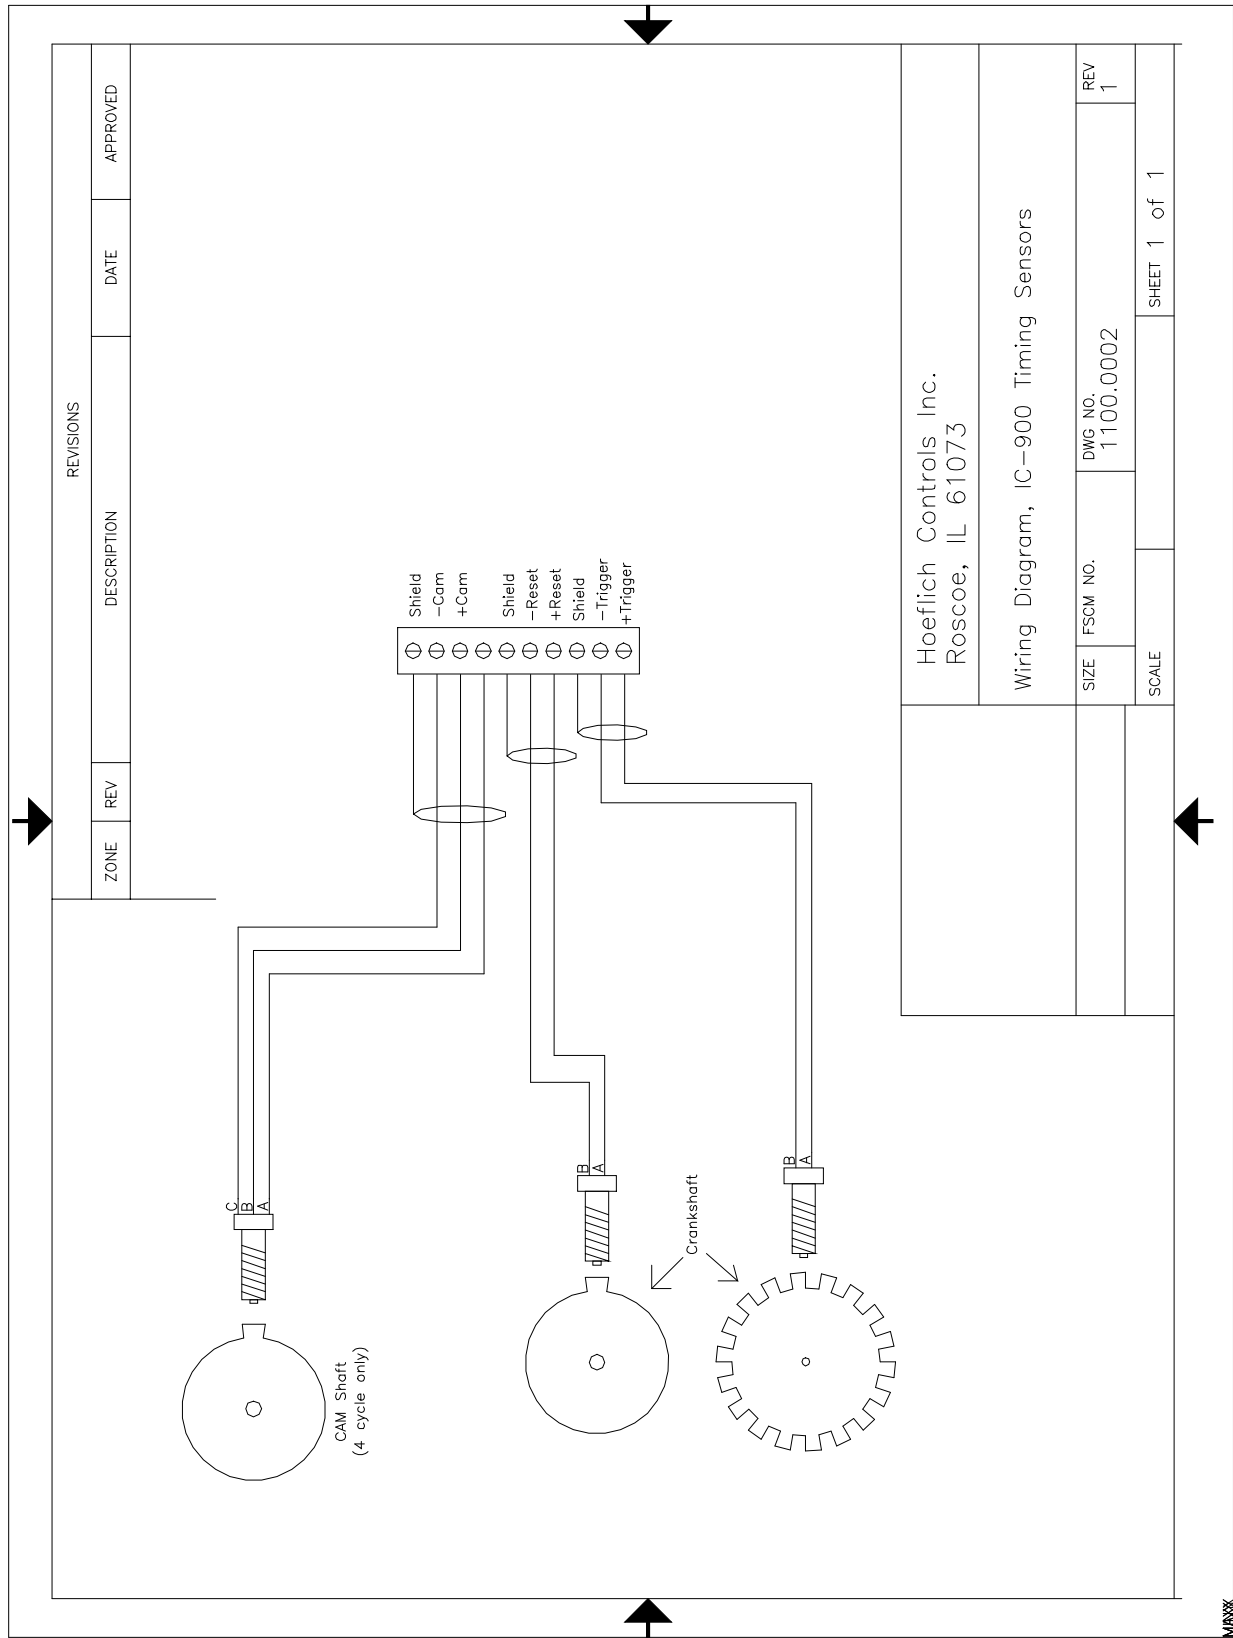 REVISIONS
ZONE REV DESCRIPTION DATE APPROVED
Shield
-Cam
+Cam
Shield
-Reset
+Reset
Shield
-Trigger
+Trigger
C
B
A
CAM Shaft
(4 cycle only)
B
A
Crankshaft
B
A
Hoeflich Controls Inc.
Roscoe, IL 61073
Wiring Diagram, IC-900 Timing Sensors
SIZE FSCM NO. DWG NO. REV
1100.0002 1
SCALE SHEET 1 of 1